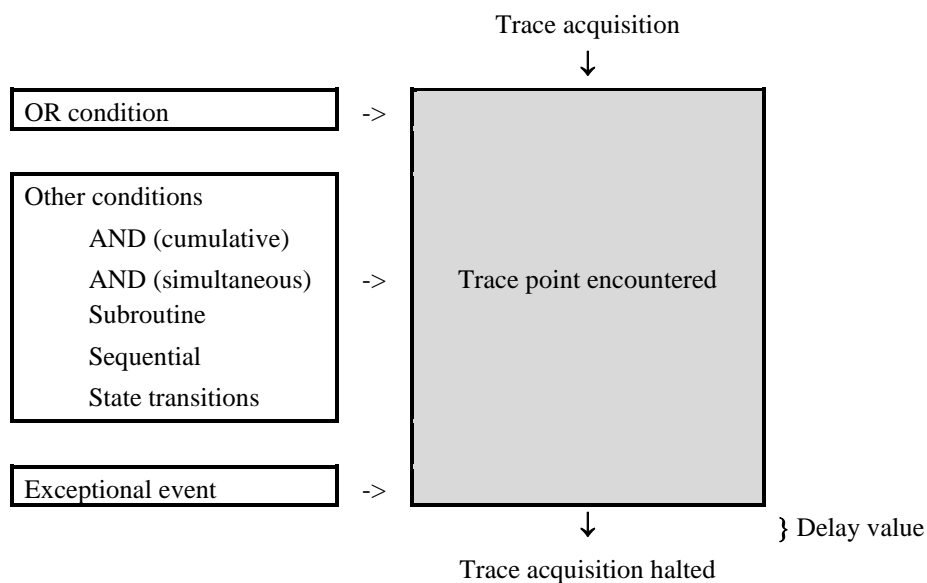 Trace acquisition
↓
OR condition ->
Other conditions
AND (cumulative)
AND (simultaneous) -> Trace point encountered
Subroutine
Sequential
State transitions
Exceptional event ->
↓ } Delay value
Trace acquisition halted